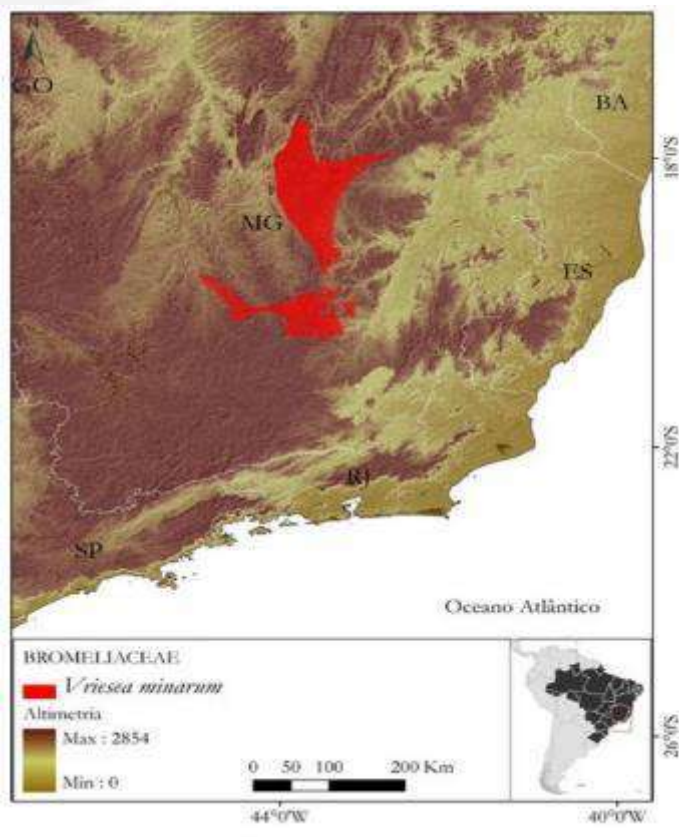 N
GO
BA
18°0'S
MG
ES
22°0'S
RJ
SP
Oceano Atlântico
BROMELIACEAE
Vriesea minarum
Altimetria
Max : 2854
Min : 0
0 50 100 200 Km
26°0'S
44°0'W 40°0'W